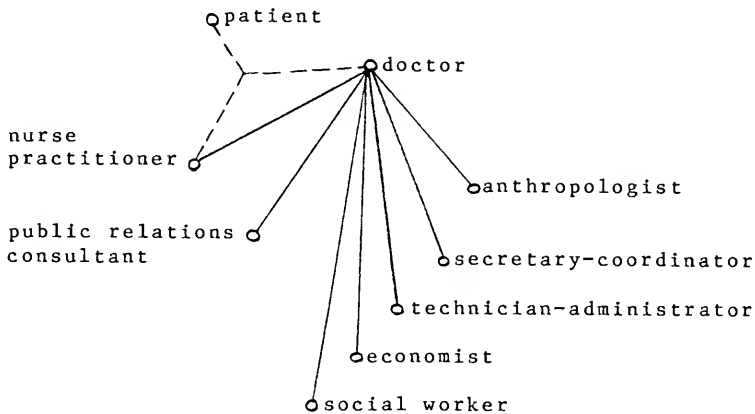 patient
doctor
nurse
practitioner
anthropologist
public relations
consultant
secretary-coordinator
technician-administrator
economist
social worker